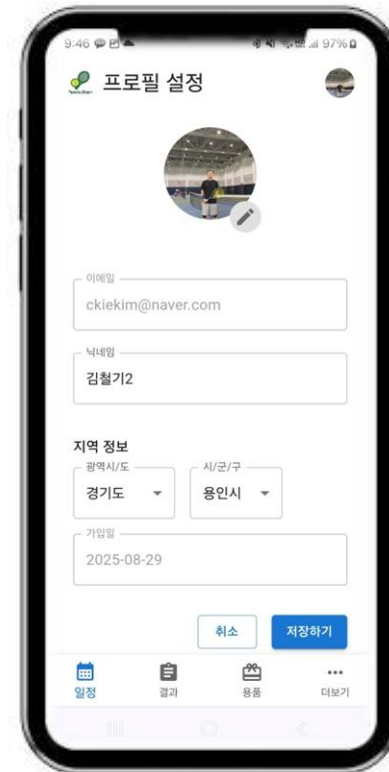 9:46
97%
프로필 설정
이메일
ckiekim@naver.com
닉네임
김철기2
지역 정보
광역시/도
시/군/구
경기도
용인시
가입일
2025-08-29
취소
저장하기
일정
결과
용품
더보기